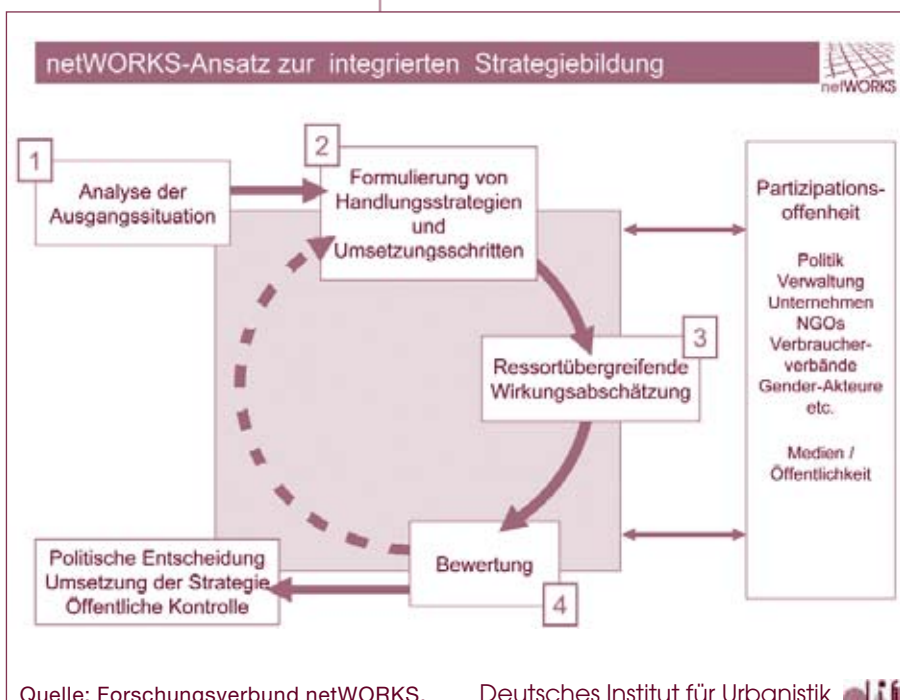 netWORKS-Ansatz zur integrierten Strategiebildung
netWORKS
1
Analyse der
Ausgangssituation
2
Formulierung von
Handlungsstrategien
und
Umsetzungsschritten
3
Ressortübergreifende
Wirkungsabschätzung
Bewertung
4
Politische Entscheidung
Umsetzung der Strategie
Öffentliche Kontrolle
Partizipations-
offenheit
Politik
Verwaltung
Unternehmen
NGOs
Verbraucher-
verbände
Gender-Akteure
etc.
Medien /
Öffentlichkeit
Quelle: Forschungsverbund netWORKS.
Deutsches Institut für Urbanistik